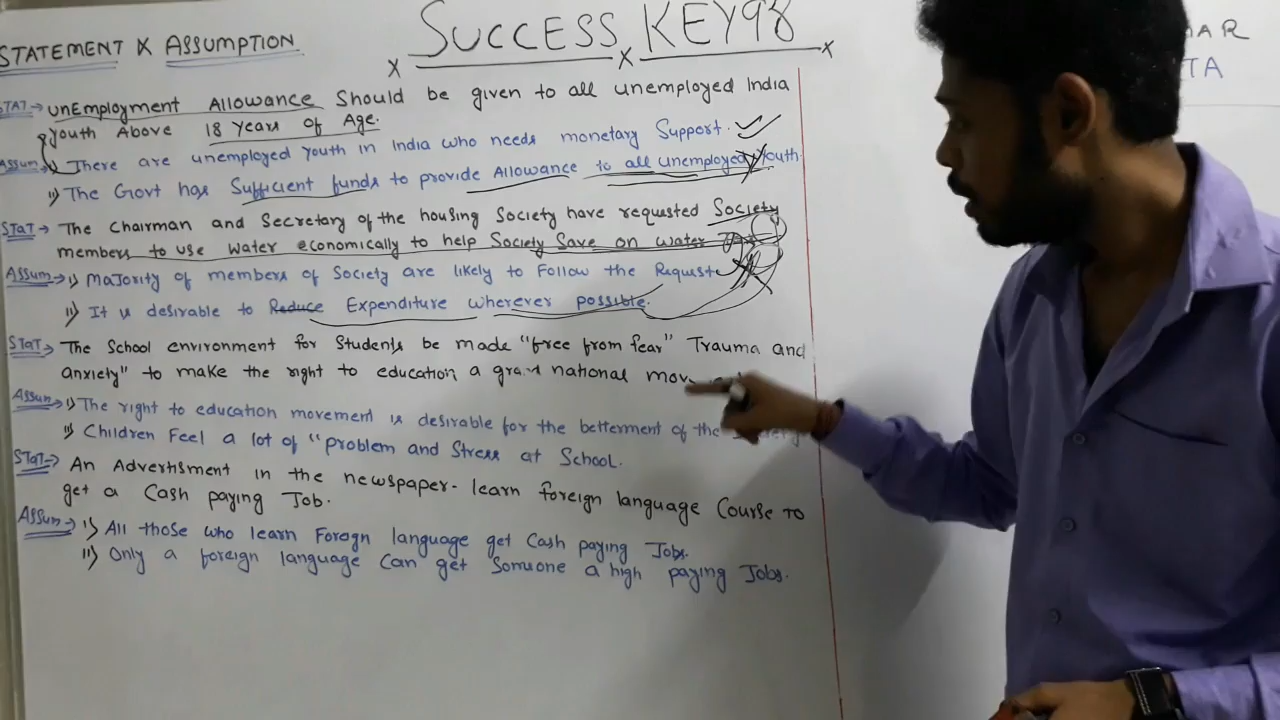 SUCCESS KEY98
STATEMENT X ASSUMPTION
AR
TA
STAT → UnEmployment Allowance Should be given to all unemployed India
Youth Above 18 Years of Age.
Assum → i) There are unemployed Youth in India who needs monetary Support.
ii) The Govt has Sufficient funds to provide Allowance to all unemployed Youth.
STAT → The Chairman and Secretary of the housing Society have requested Society
members to use water economically to help Society Save on water
Assum → i) Majority of members of Society are likely to Follow the Request
ii) It is desirable to Reduce Expenditure wherever possible.
STAT → The School environment for Students be made "free from fear" Trauma and
anxiety" to make the right to education a grand national
Assum → i) The right to education movement is desirable for the betterment of the
ii) Children Feel a lot of "problem and Stress at School.
STAT → An Advertisment in the newspaper- learn foreign language Course to
get a Cash paying Job.
Assum → i) All those who learn Forogn language get Cash paying Jobs.
ii) Only a foreign language Can get Somuone a high paying Jobs.